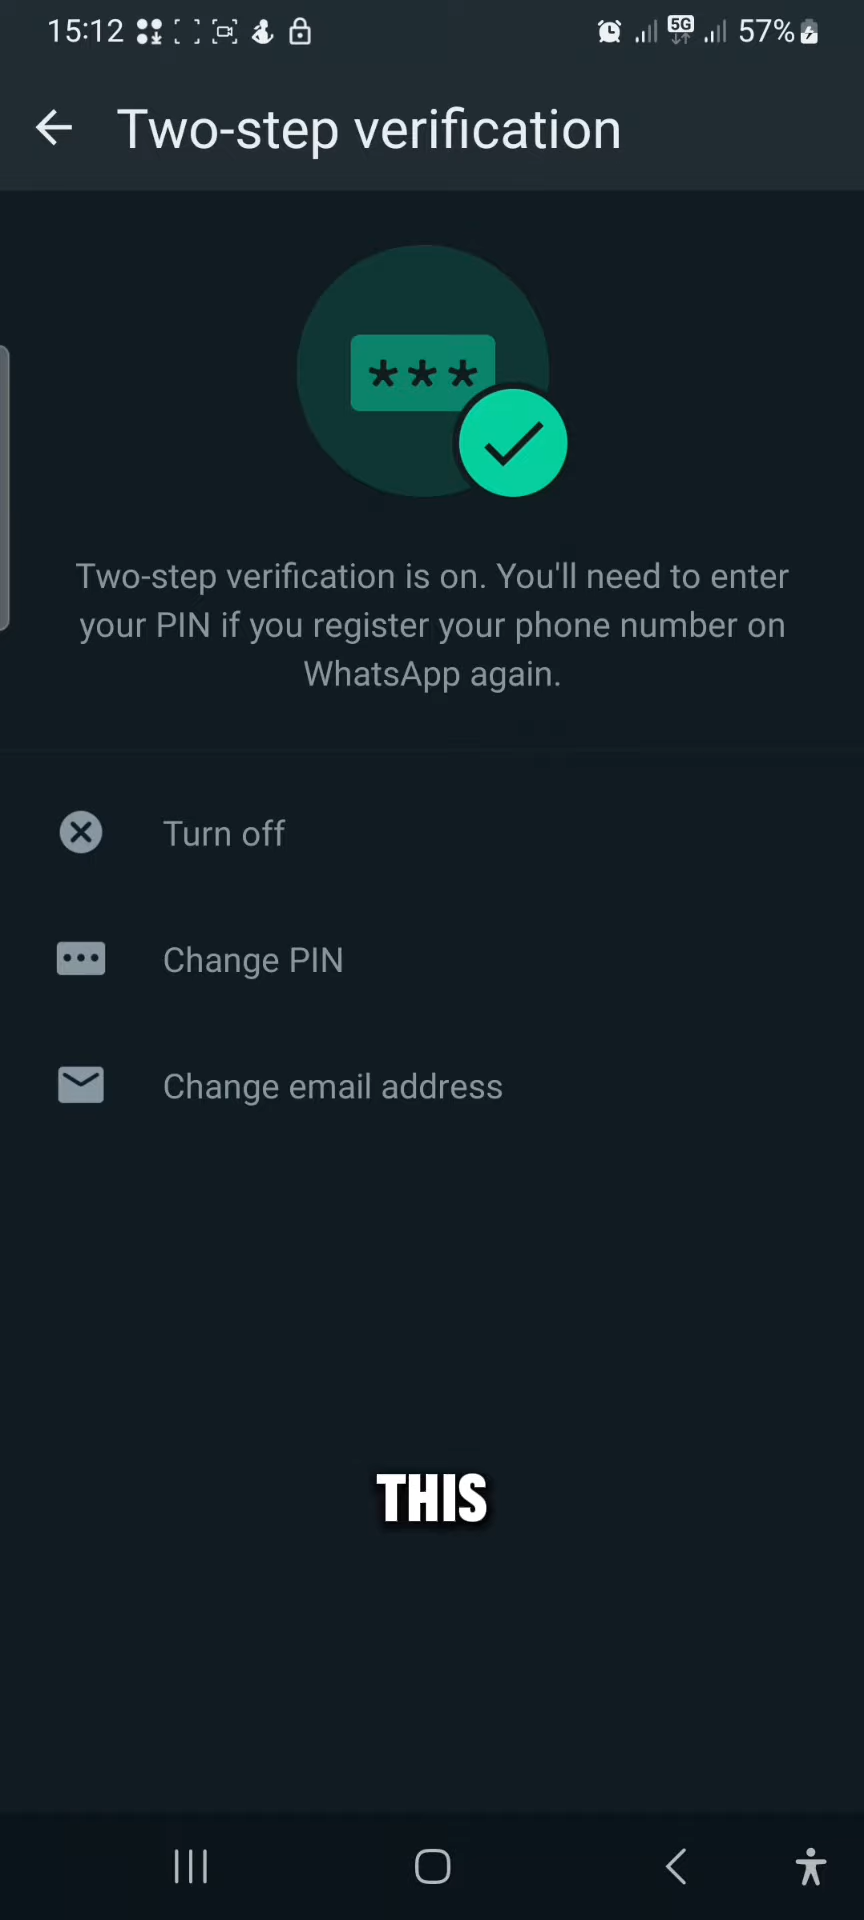 15:12
5G
57%
Two-step verification
***
Two-step verification is on. You'll need to enter
your PIN if you register your phone number on
WhatsApp again.
Turn off
Change PIN
Change email address
THIS